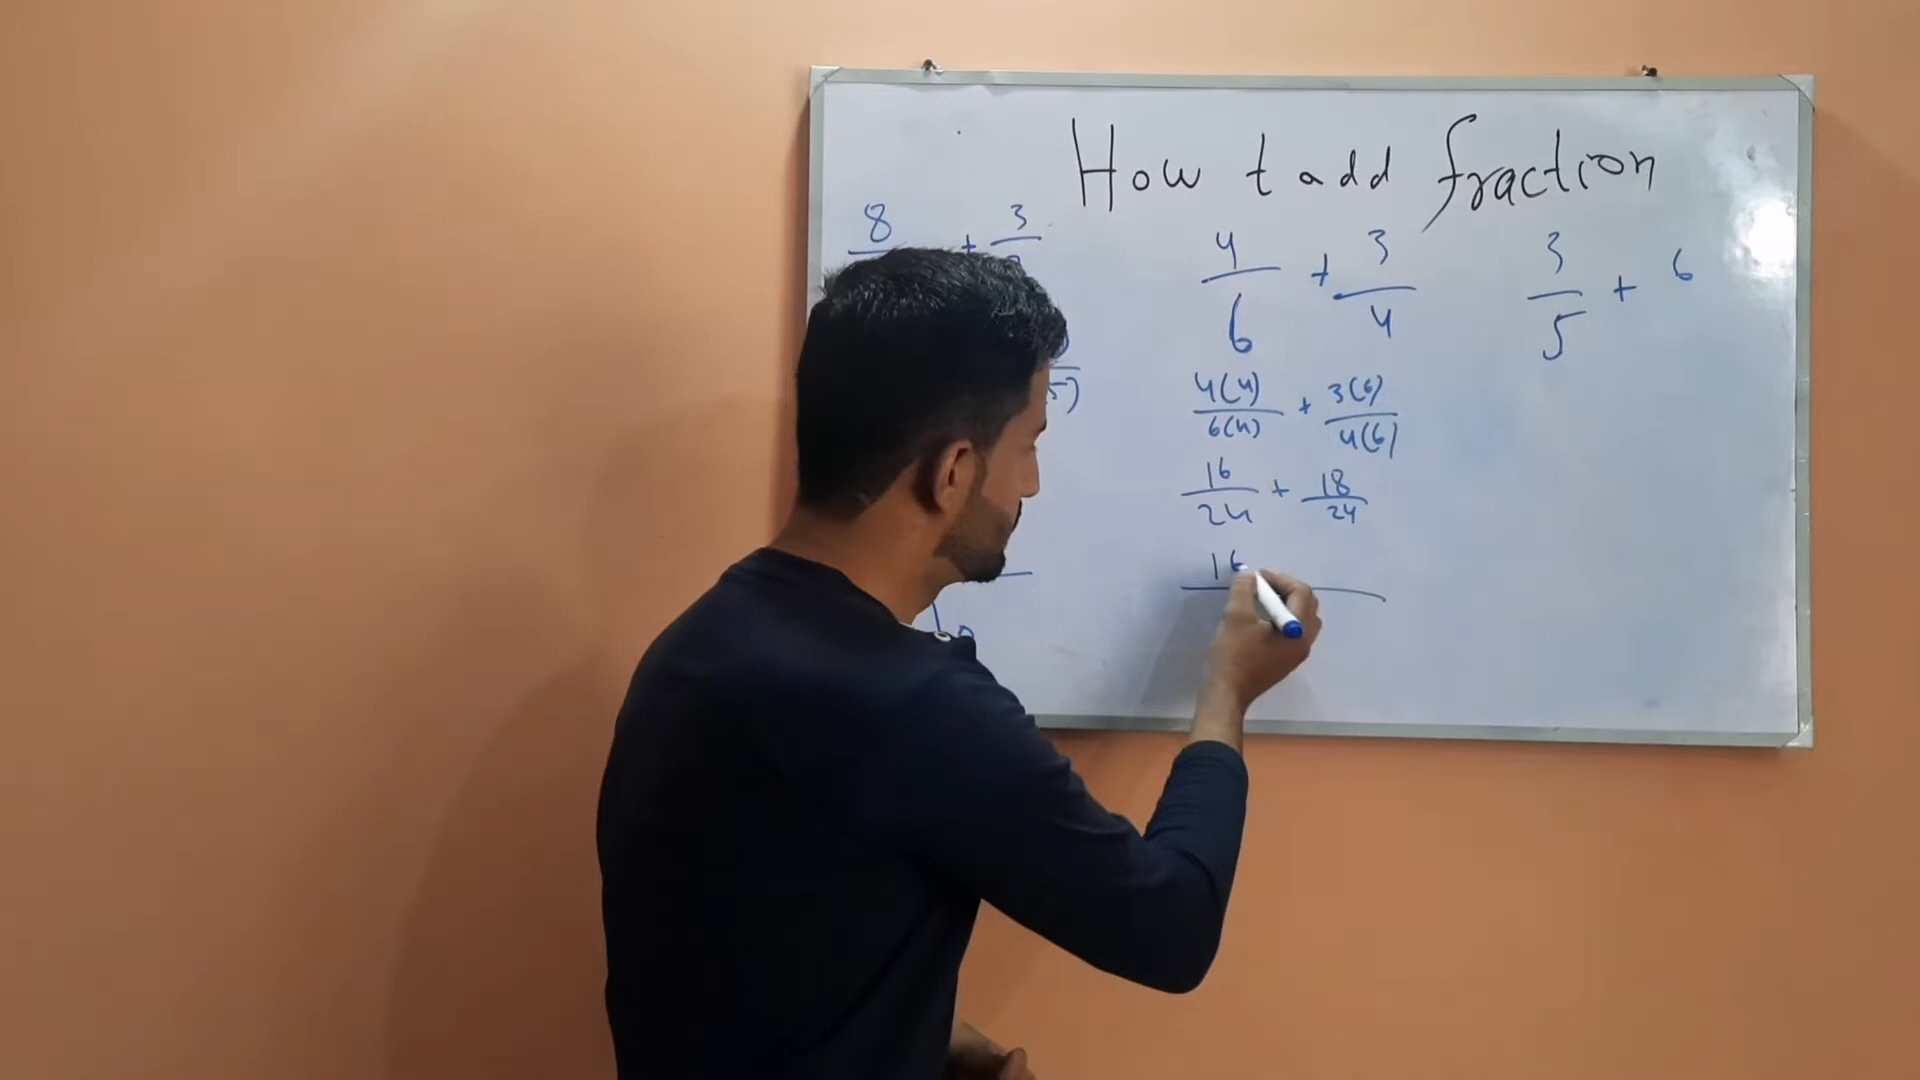 How t add fraction
8 + 3
4/6 + 3/4
3/5 + 6
5)
4(4)/6(4) + 3(6)/4(6)
16/24 + 18/24
16